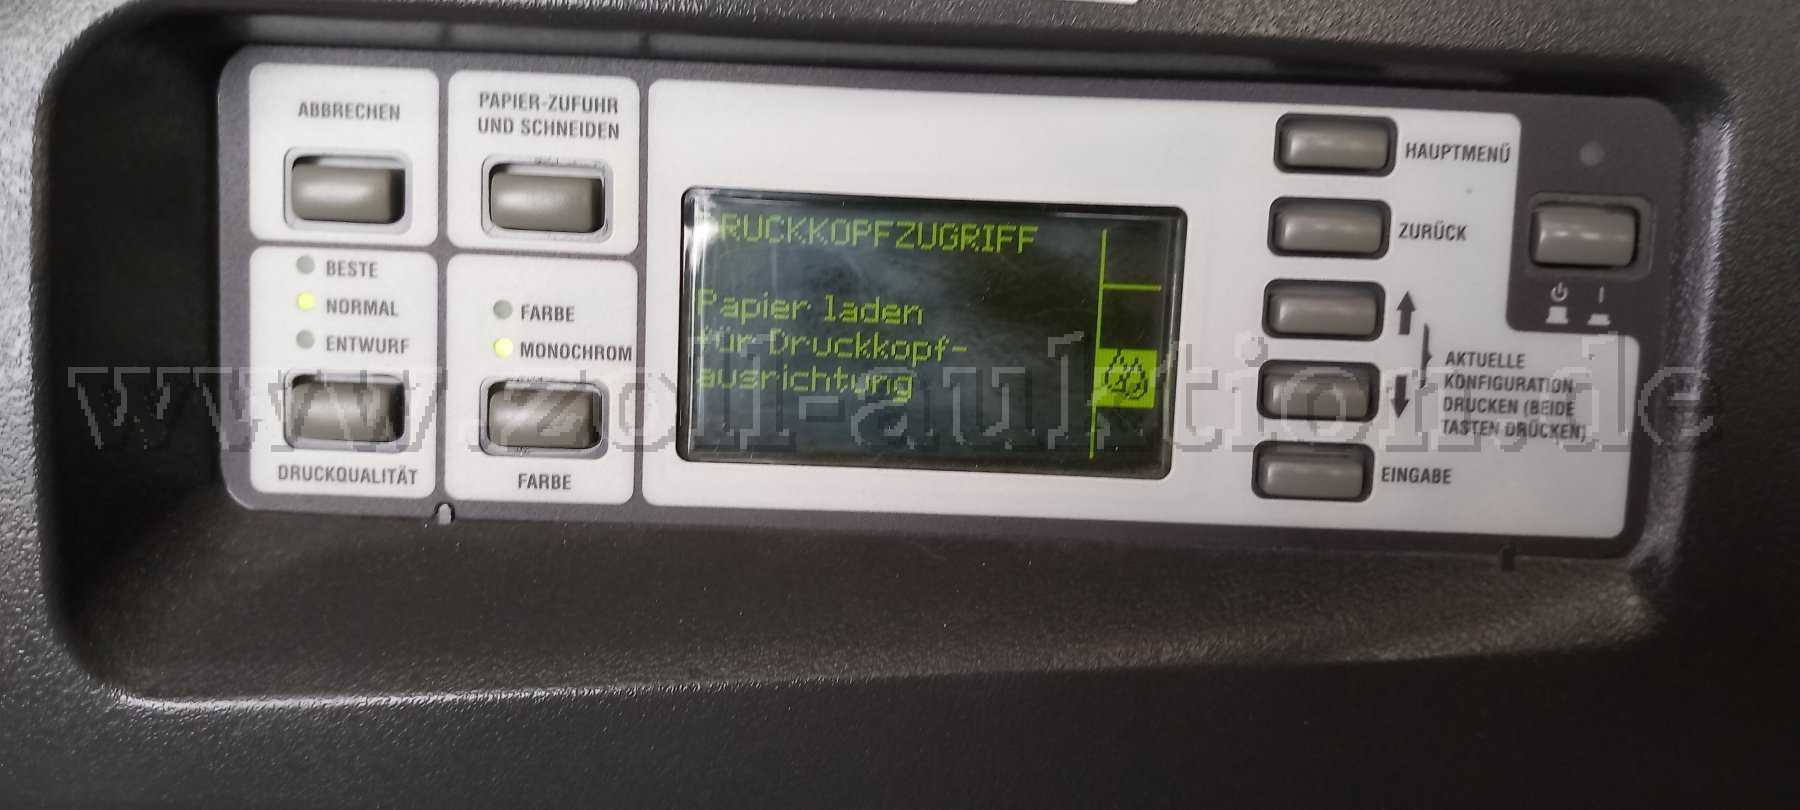 ABBRECHEN
PAPIER-ZUFUHR
UND SCHNEIDEN
BESTE
NORMAL
ENTWURF
DRUCKQUALITÄT
FARBE
MONOCHROM
FARBE
DRUCKKOPFZUGRIFF
Papier laden
für Druckkopf-
ausrichtung
HAUPTMENÜ
ZURÜCK
AKTUELLE
KONFIGURATION
DRUCKEN (BEIDE
TASTEN DRÜCKEN)
EINGABE
www.zoll-auktion.de